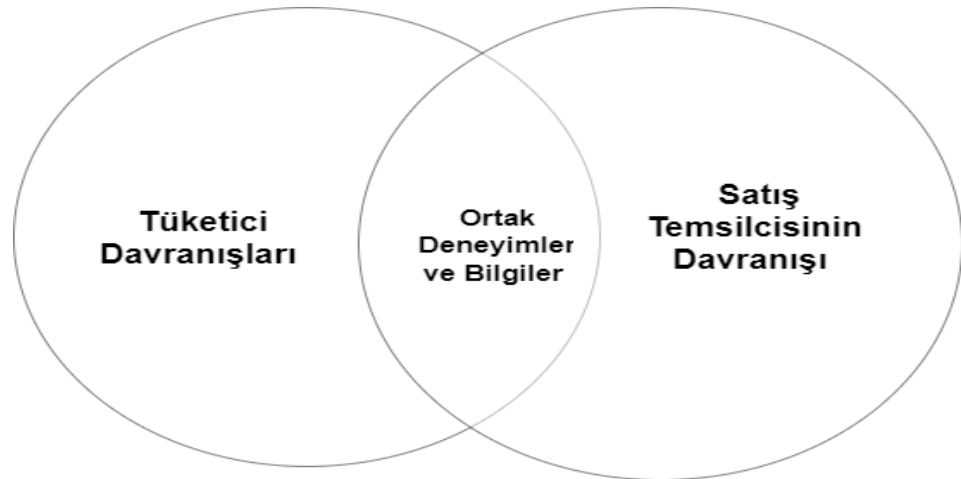 Tüketici
Davranışları
Ortak
Deneyimler
ve Bilgiler
Satış
Temsilcisinin
Davranışı